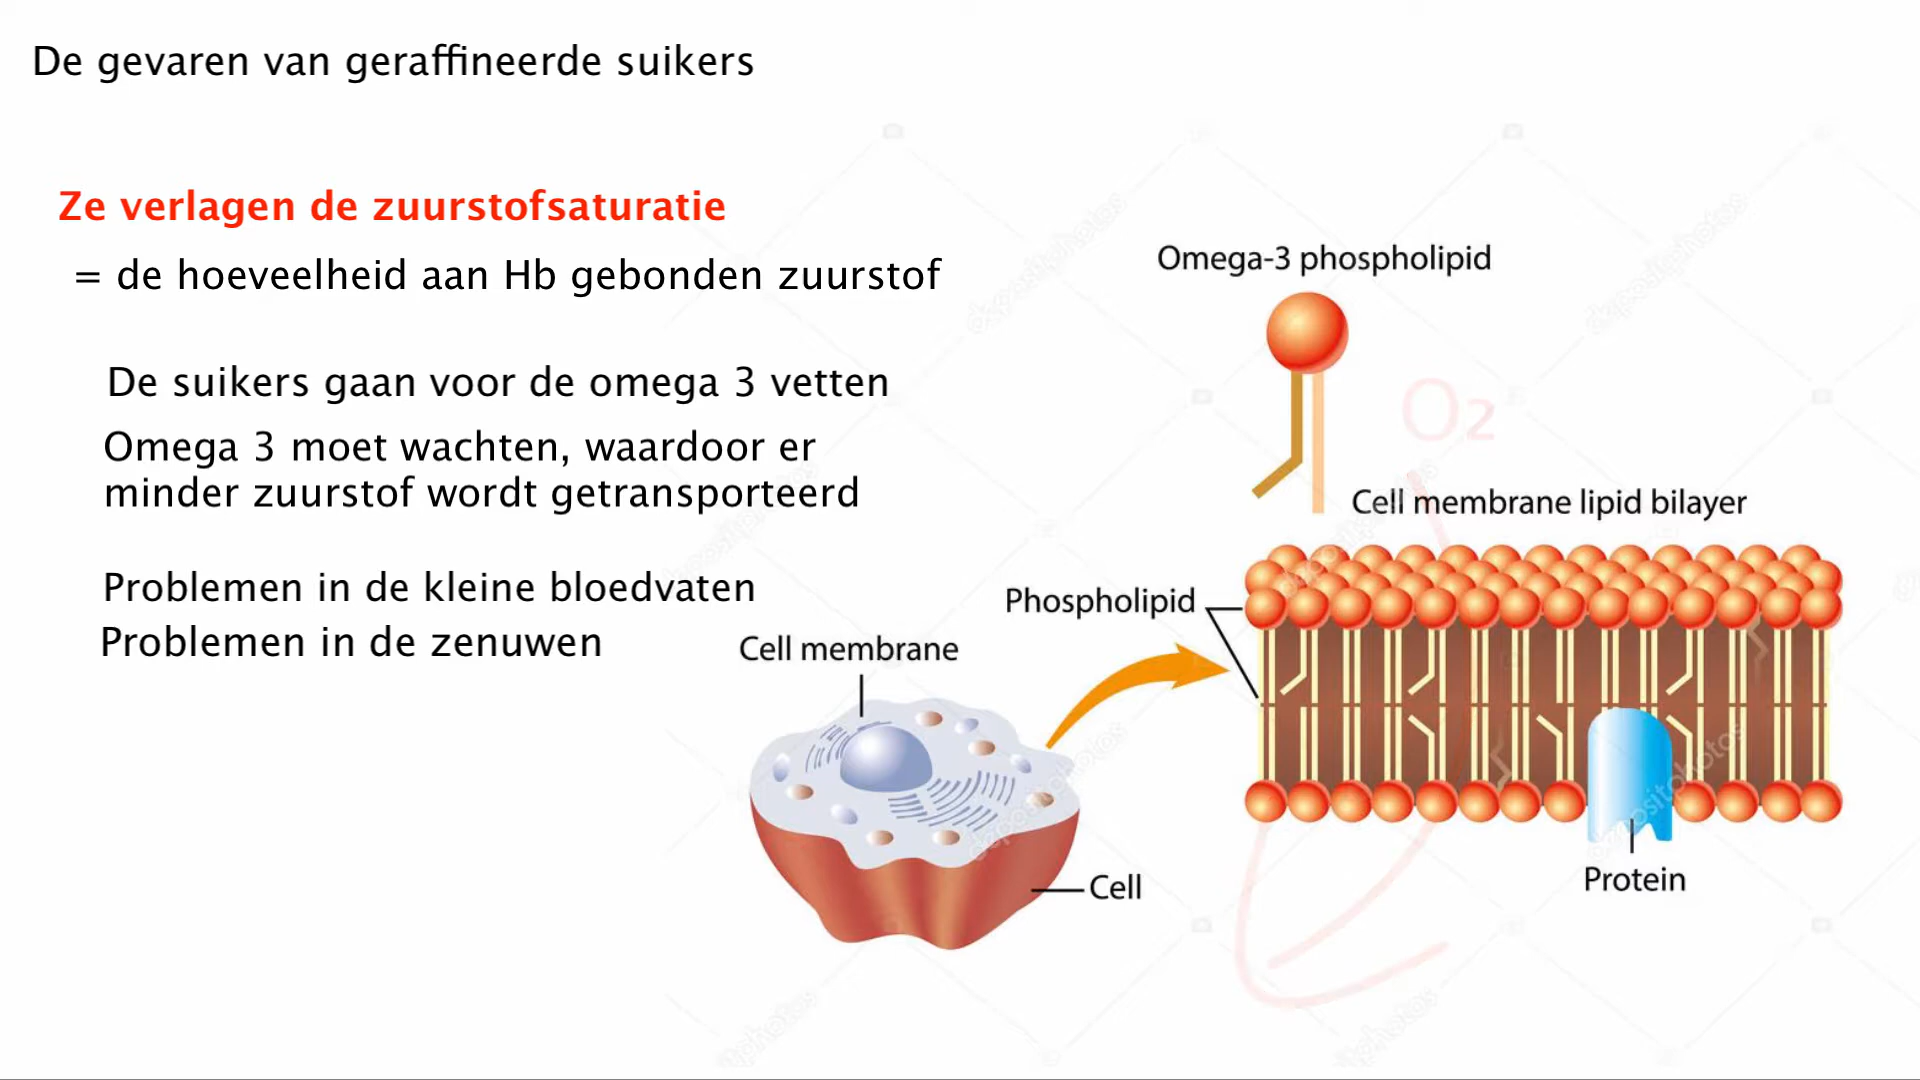 De gevaren van geraffineerde suikers
Ze verlagen de zuurstofsaturatie
= de hoeveelheid aan Hb gebonden zuurstof
De suikers gaan voor de omega 3 vetten
Omega 3 moet wachten, waardoor er
minder zuurstof wordt getransporteerd
Problemen in de kleine bloedvaten
Problemen in de zenuwen
Omega-3 phospholipid
O2
Cell membrane lipid bilayer
Phospholipid
Cell membrane
Cell
Protein
depositphotos